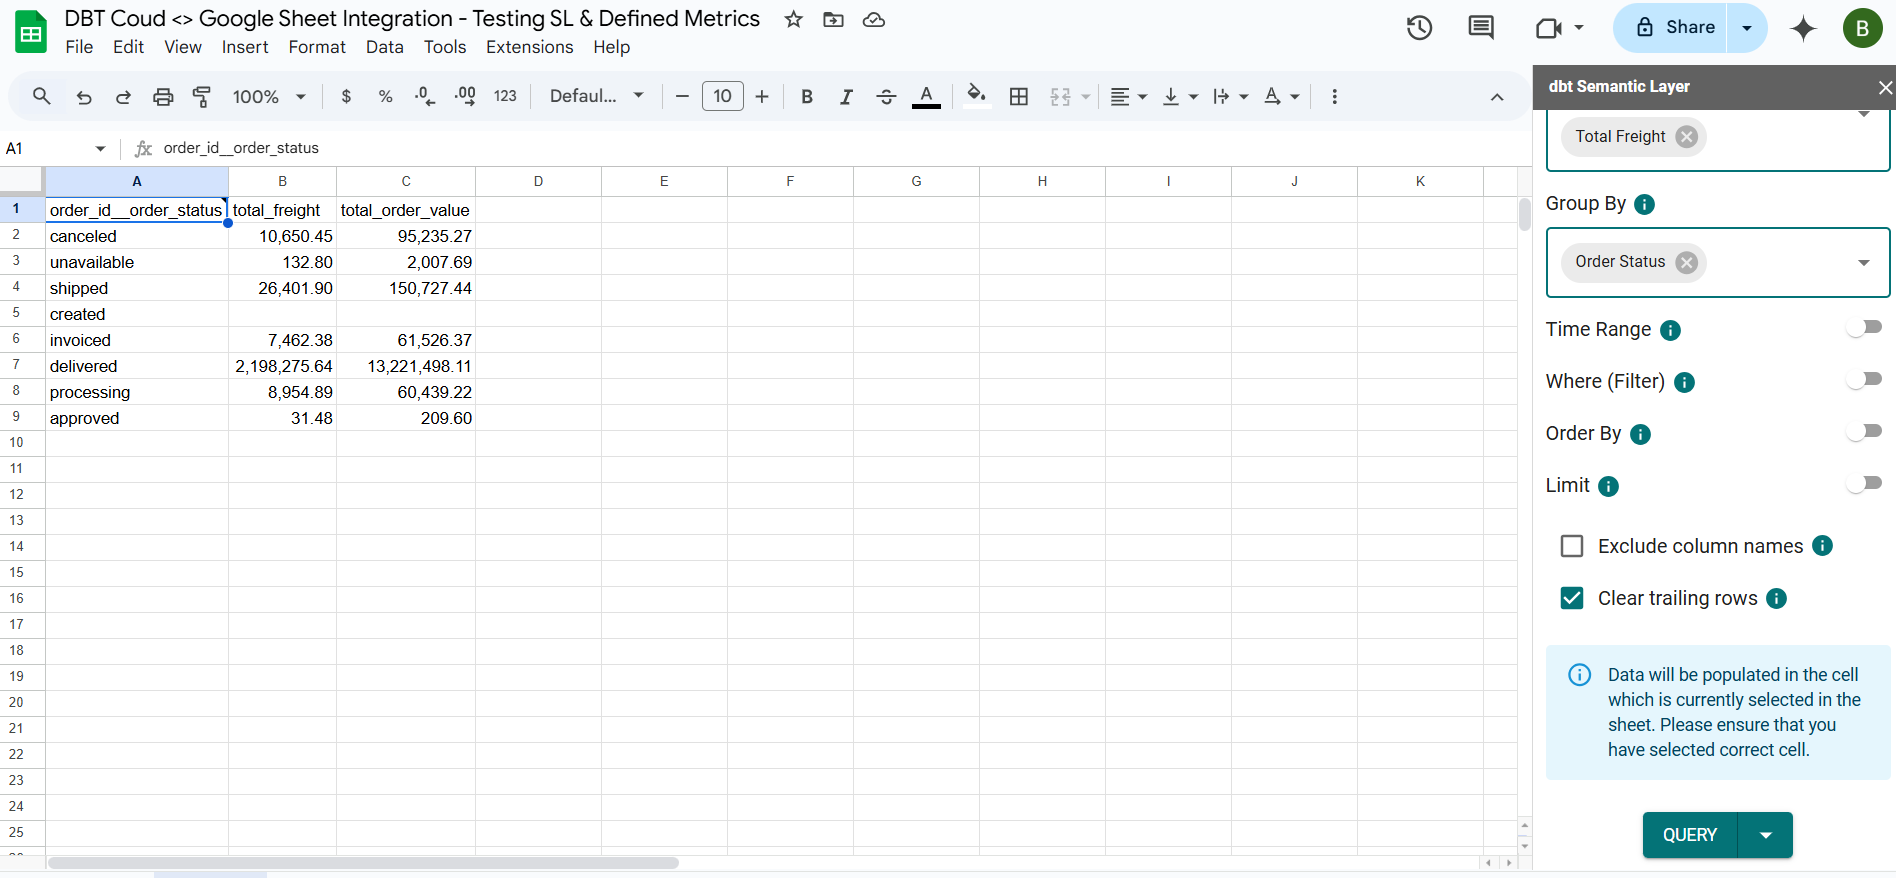 DBT Coud <> Google Sheet Integration - Testing SL & Defined Metrics
File Edit View Insert Format Data Tools Extensions Help
Share
B
100% $ % .0 .00 123 Defaul... 10 B I S A A
A1 order_id__order_status
A B C D E F G H I J K
1 order_id__order_status total_freight total_order_value
2 canceled 10,650.45 95,235.27
3 unavailable 132.80 2,007.69
4 shipped 26,401.90 150,727.44
5 created
6 invoiced 7,462.38 61,526.37
7 delivered 2,198,275.64 13,221,498.11
8 processing 8,954.89 60,439.22
9 approved 31.48 209.60
10
11
12
13
14
15
16
17
18
19
20
21
22
23
24
25
dbt Semantic Layer
Total Freight
Group By
Order Status
Time Range
Where (Filter)
Order By
Limit
Exclude column names
Clear trailing rows
Data will be populated in the cell
which is currently selected in the
sheet. Please ensure that you
have selected correct cell.
QUERY